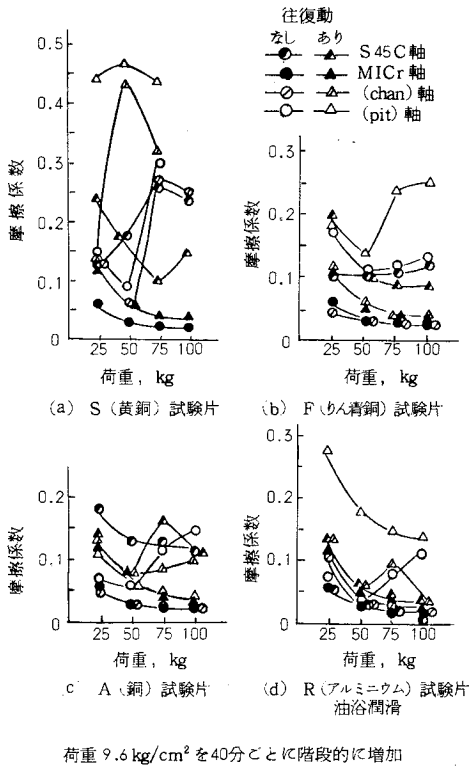 往復動
なし あり
S45C軸
MICr軸
(chan)軸
(pit)軸
0.5
0.4
0.3
0.2
0.1
0
摩擦係数
25 50 75 100
荷重, kg
(a) S(黄銅)試験片
0.3
0.2
0.1
0
摩擦係数
25 50 75 100
荷重, kg
(b) F(りん青銅)試験片
0.2
0.1
0
摩擦係数
25 50 75 100
荷重, kg
c) A(銅)試験片
0.3
0.2
0.1
0
摩擦係数
25 50 75 100
荷重, kg
(d) R(アルミニウム)試験片
油浴潤滑
荷重9.6kg/cm²を40分ごとに階段的に増加